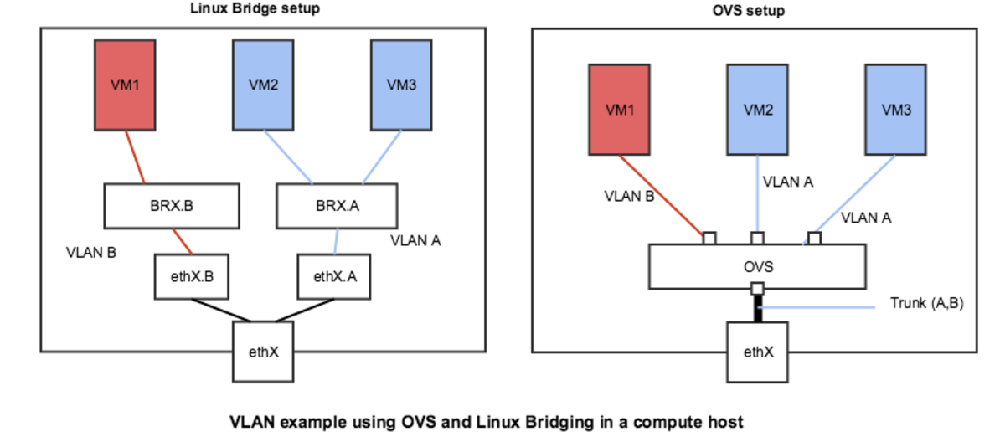 Linux Bridge setup
VM1
VM2
VM3
BRX.B
BRX.A
VLAN B
VLAN A
ethX.B
ethX.A
ethX
OVS setup
VM1
VM2
VM3
VLAN B
VLAN A
VLAN A
OVS
Trunk (A,B)
ethX
VLAN example using OVS and Linux Bridging in a compute host